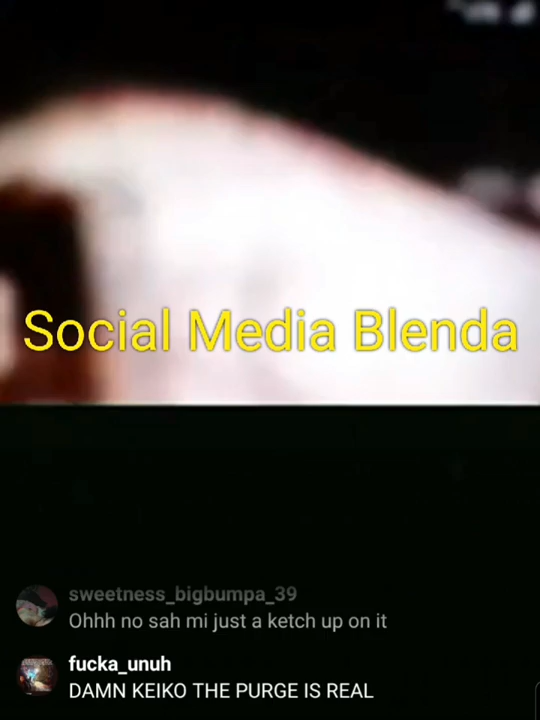 Social Media Blenda
sweetness_bigbumpa_39
Ohhh no sah mi just a ketch up on it
fucka_unuh
DAMN KEIKO THE PURGE IS REAL